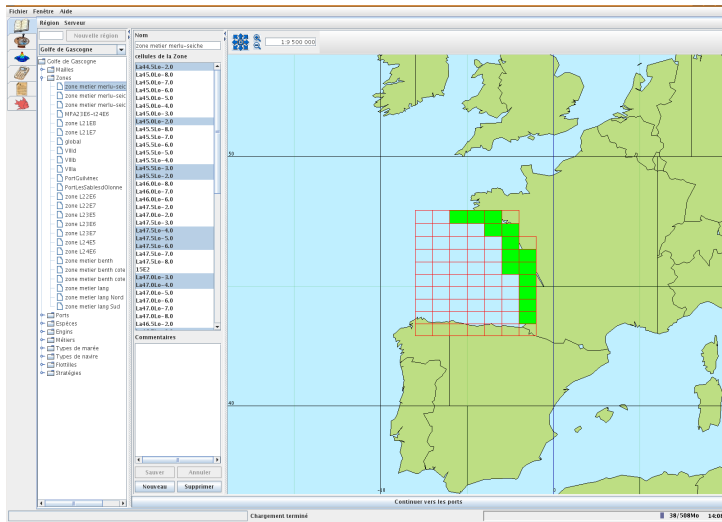 Fichier Fenêtre Aide
Région Serveur
Nouvelle région
Golfe de Gascogne
Golfe de Gascogne
Mailles
Zones
zone metier merlu-seic
zone metier merlu-seic
zone metier merlu-seic
MPA23E6-I24E6
zone L21E8
zone L21E7
global
VIIId
VIIIb
VIIIa
PortGuilvinec
PortLesSablesdOlonne
zone L22E6
zone L22E7
zone L23E5
zone L23E6
zone L23E7
zone L24E5
zone L24E6
zone metier benth
zone metier benth cote
zone metier benth cote
zone metier lang
zone metier lang Nord
zone metier lang Sud
Ports
Espèces
Engins
Métiers
Types de marée
Types de navire
Flottilles
Stratégies
Nom
zone metier merlu-seiche
cellules de la Zone
La44.5Lo-2.0
La45.0Lo-8.0
La45.0Lo-7.0
La45.0Lo-6.0
La45.0Lo-5.0
La45.0Lo-4.0
La45.0Lo-3.0
La45.0Lo-2.0
La45.5Lo-8.0
La45.5Lo-7.0
La45.5Lo-6.0
La45.5Lo-5.0
La45.5Lo-4.0
La45.5Lo-3.0
La45.5Lo-2.0
La46.0Lo-8.0
La46.0Lo-7.0
La46.0Lo-6.0
La47.5Lo-2.0
La47.0Lo-2.0
La47.5Lo-3.0
La47.5Lo-4.0
La47.5Lo-5.0
La47.5Lo-6.0
La47.5Lo-7.0
La47.5Lo-8.0
15E2
La47.0Lo-3.0
La47.0Lo-4.0
La47.0Lo-5.0
La47.0Lo-6.0
La47.0Lo-7.0
La47.0Lo-8.0
La46.5Lo-2.0
Commentaires
Sauver Annuler
Nouveau Supprimer
1:9 500 000
50
40
-10
0
Continuer vers les ports
Chargement terminé
38/508Mo